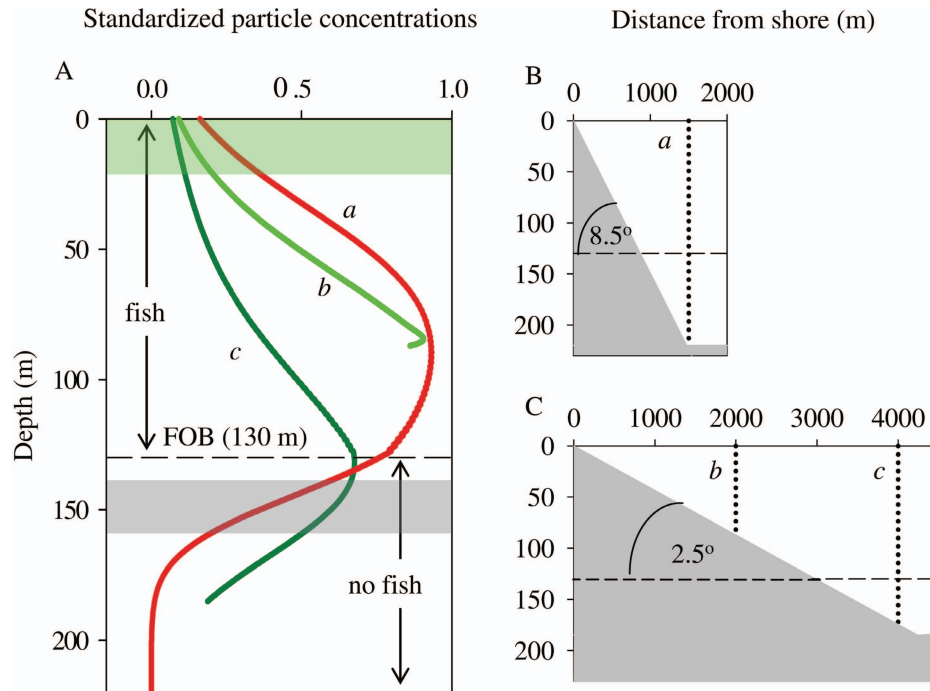 Standardized particle concentrations
Distance from shore (m)
A
0.0 0.5 1.0
0
50
100
150
200
Depth (m)
fish
a
b
c
FOB (130 m)
no fish
B
0 1000 2000
0
50
100
150
200
a
8.5º
C
0 1000 2000 3000 4000
0
50
100
150
200
b
c
2.5º